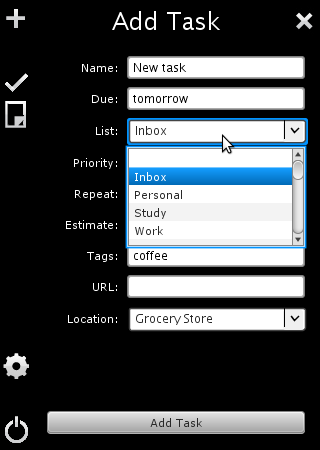 Add Task
Name: New task
Due: tomorrow
List: Inbox
Priority:
Inbox
Personal
Repeat:
Study
Estimate:
Work
Tags: coffee
URL:
Location: Grocery Store
Add Task